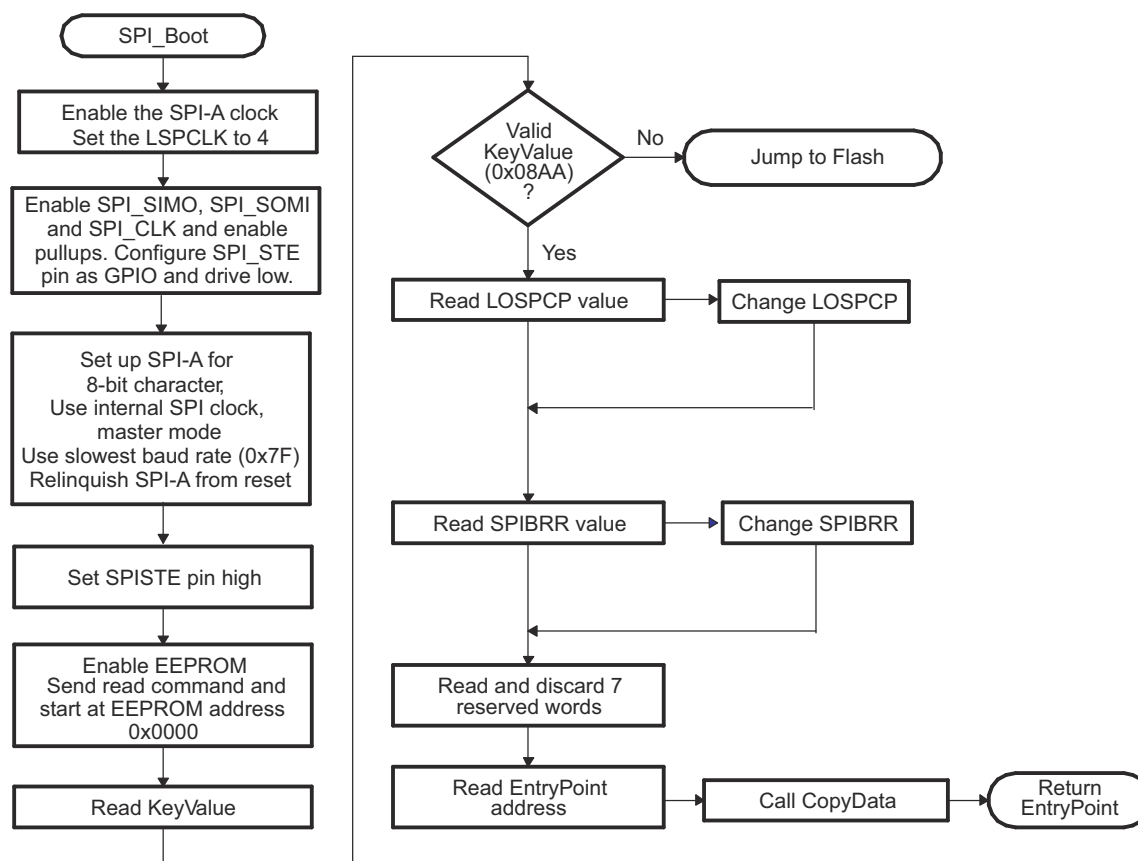 SPI_Boot
Enable the SPI-A clock
Set the LSPCLK to 4
Enable SPI_SIMO, SPI_SOMI
and SPI_CLK and enable
pullups. Configure SPI_STE
pin as GPIO and drive low.
Set up SPI-A for
8-bit character,
Use internal SPI clock,
master mode
Use slowest baud rate (0x7F)
Relinquish SPI-A from reset
Set SPISTE pin high
Enable EEPROM
Send read command and
start at EEPROM address
0x0000
Read KeyValue
Valid
KeyValue
(0x08AA)
?
No
Jump to Flash
Yes
Read LOSPCP value
Change LOSPCP
Read SPIBRR value
Change SPIBRR
Read and discard 7
reserved words
Read EntryPoint
address
Call CopyData
Return
EntryPoint